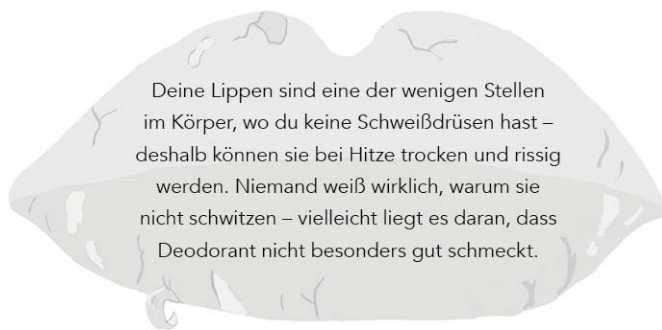 Deine Lippen sind eine der wenigen Stellen
im Körper, wo du keine Schweißdrüsen hast –
deshalb können sie bei Hitze trocken und rissig
werden. Niemand weiß wirklich, warum sie
nicht schwitzen – vielleicht liegt es daran, dass
Deodorant nicht besonders gut schmeckt.